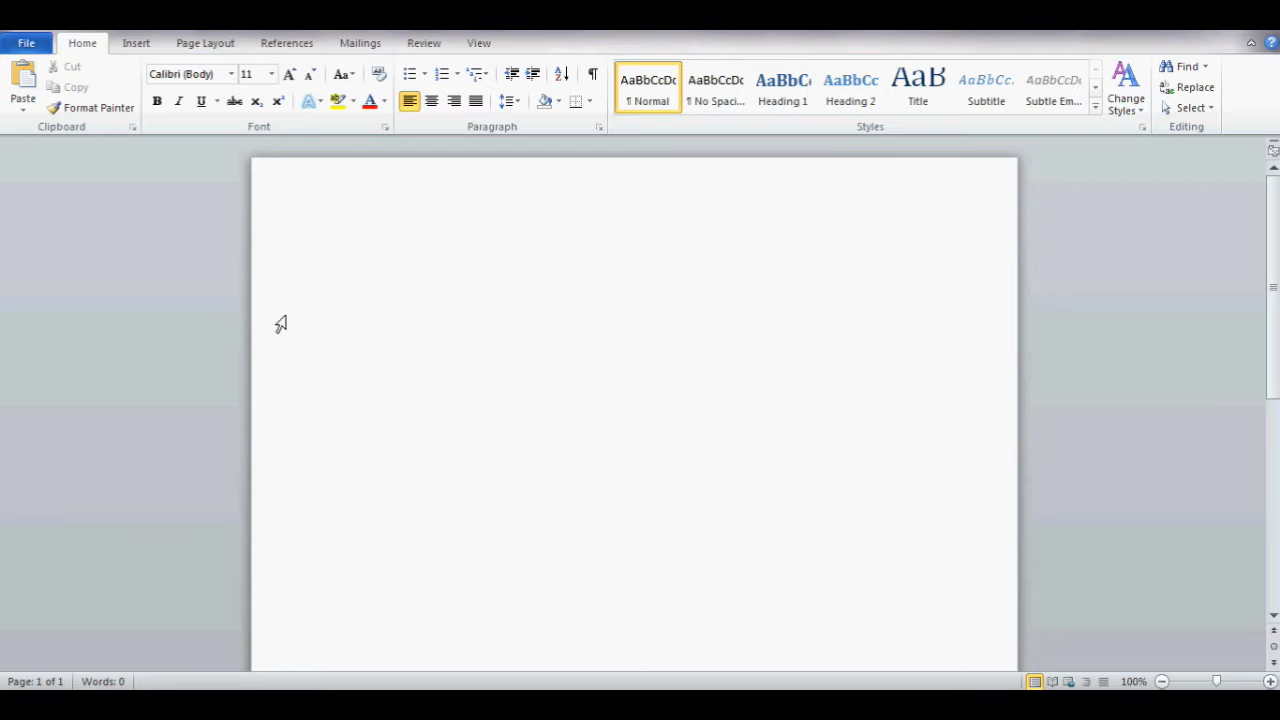 File Home Insert Page Layout References Mailings Review View
Cut
Copy
Format Painter
Paste
Clipboard
Calibri (Body) 11
Font
Paragraph
AaBbCcDc AaBbCcDc AaBbC AaBbCc AaB AaBbCc. AaBbCcDc
¶ Normal ¶ No Spaci... Heading 1 Heading 2 Title Subtitle Subtle Em...
Change
Styles
Styles
Find
Replace
Select
Editing
Page: 1 of 1 Words: 0 100%